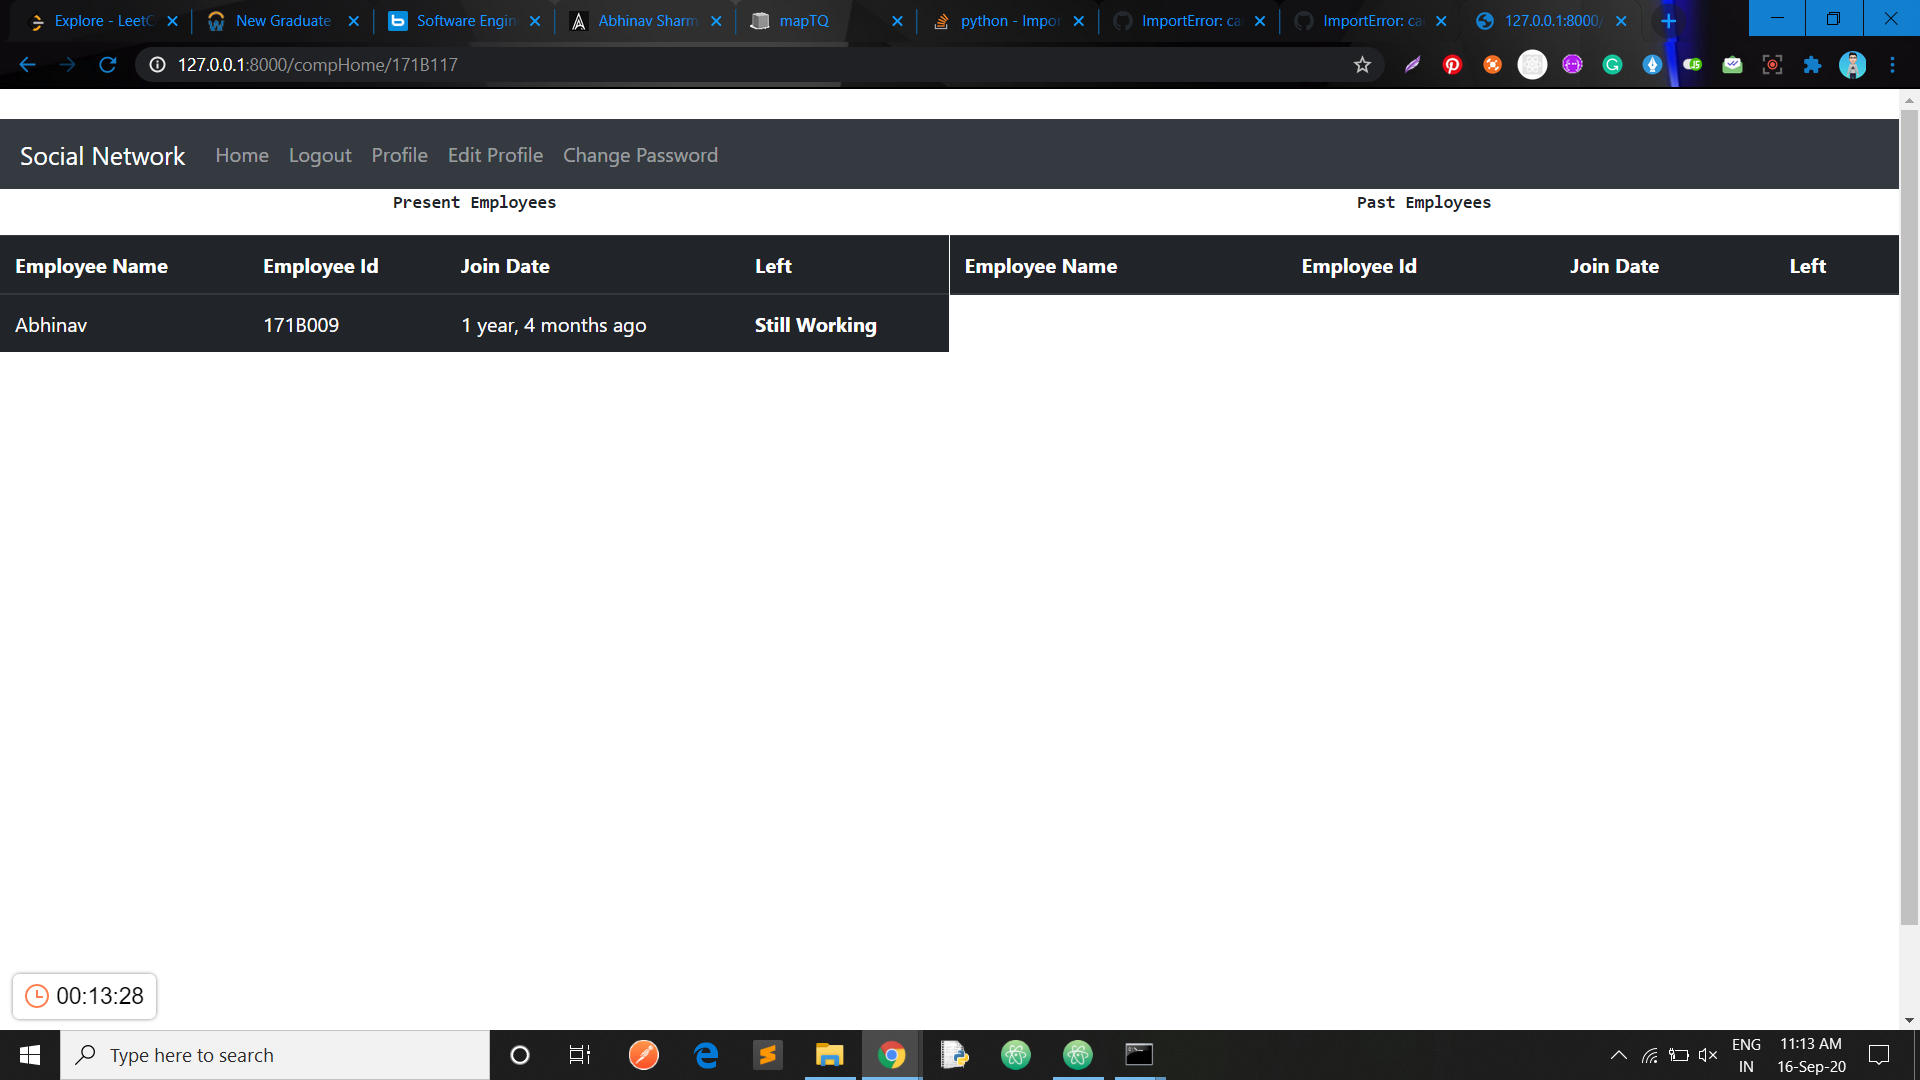 Explore - LeetC
New Graduate
Software Engin
Abhinav Sharm
mapTQ
python - Impor
ImportError: ca
ImportError: ca
127.0.0.1:8000/
127.0.0.1:8000/compHome/171B117
Social Network Home Logout Profile Edit Profile Change Password
Present Employees
Past Employees
Employee Name Employee Id Join Date Left
Abhinav 171B009 1 year, 4 months ago Still Working
Employee Name Employee Id Join Date Left
00:13:28
Type here to search
ENG
IN
11:13 AM
16-Sep-20